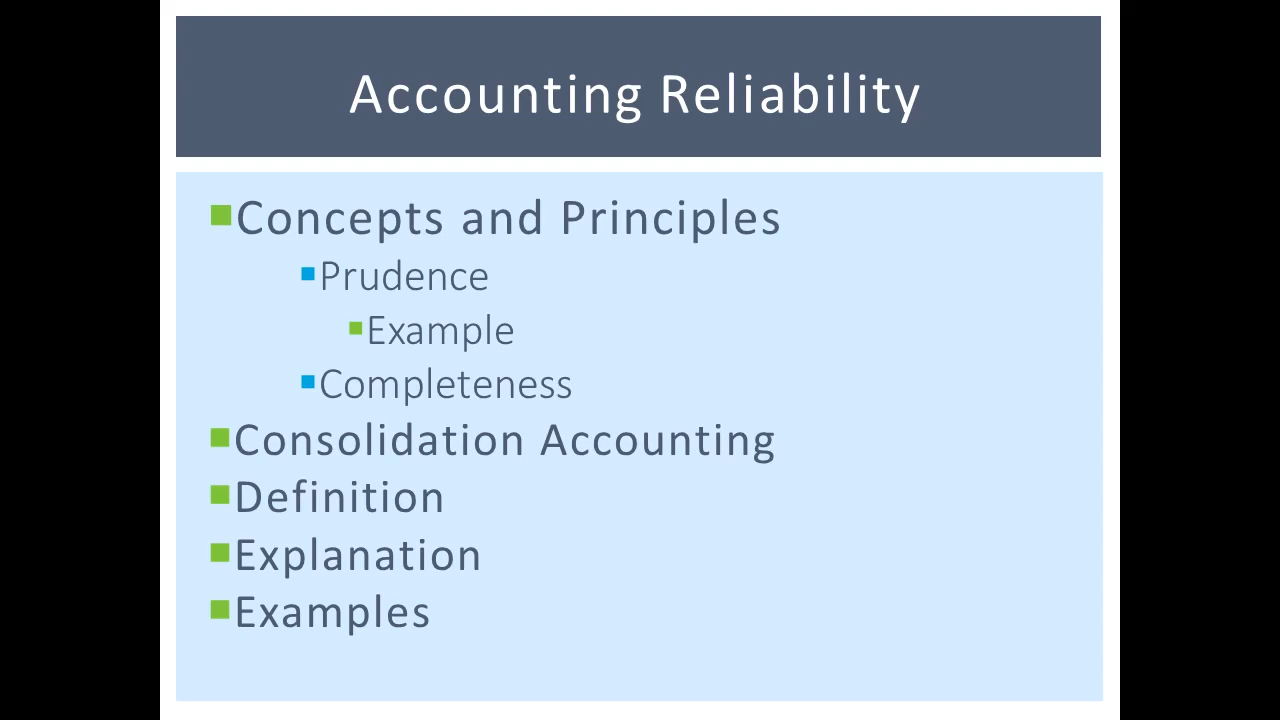 Accounting Reliability
Concepts and Principles
Prudence
Example
Completeness
Consolidation Accounting
Definition
Explanation
Examples